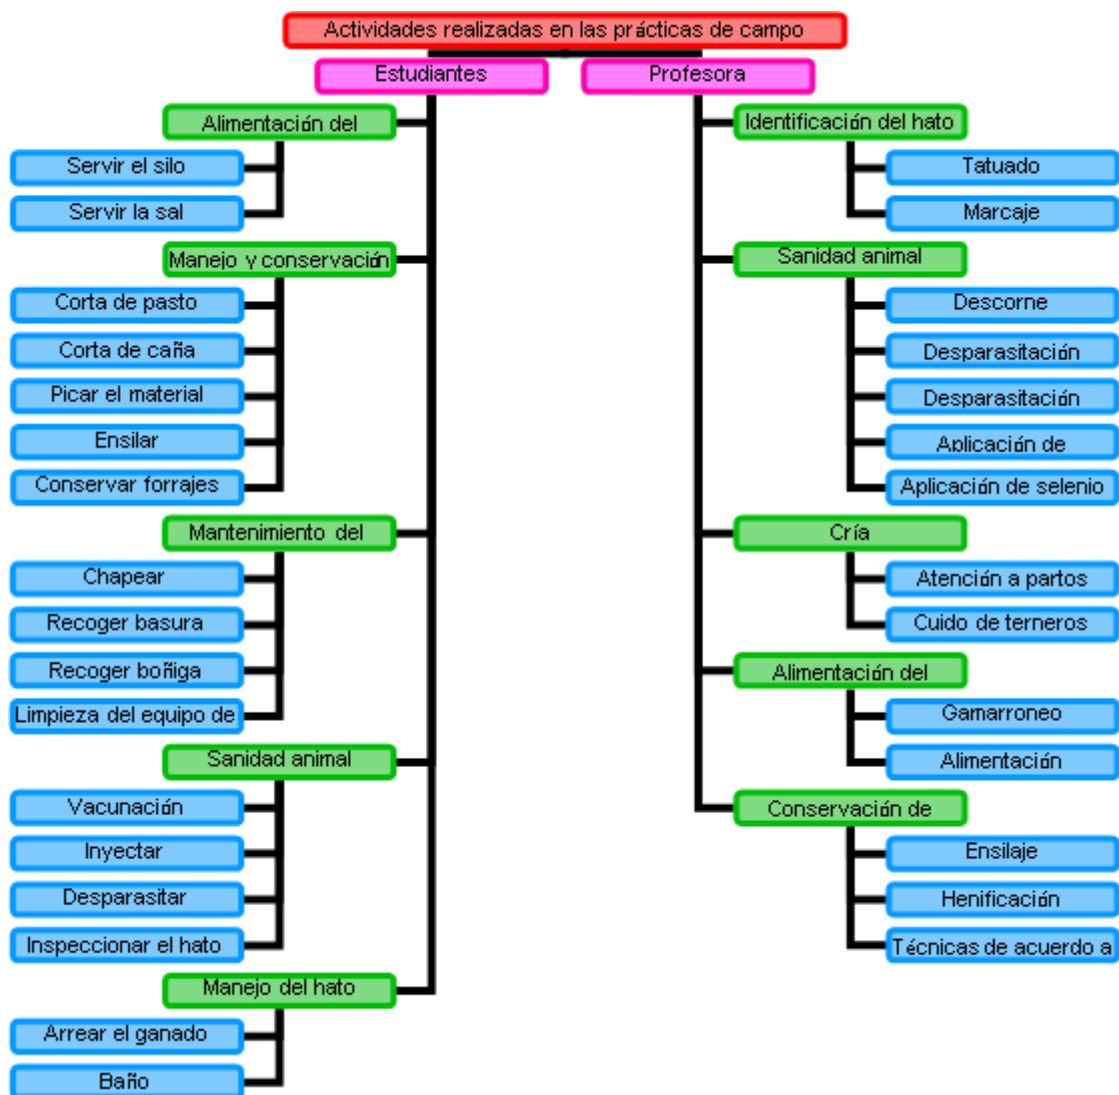 Actividades realizadas en las prácticas de campo
Estudiantes
Alimentación del
Servir el silo
Servir la sal
Manejo y conservación
Corta de pasto
Corta de caña
Picar el material
Ensilar
Conservar forrajes
Mantenimiento del
Chapear
Recoger basura
Recoger boñiga
Limpieza del equipo de
Sanidad animal
Vacunación
Inyectar
Desparasitar
Inspeccionar el hato
Manejo del hato
Arrear el ganado
Baño
Profesora
Identificación del hato
Tatuado
Marcaje
Sanidad animal
Descorne
Desparasitación
Desparasitación
Aplicación de
Aplicación de selenio
Cría
Atención a partos
Cuido de terneros
Alimentación del
Gamarroneo
Alimentación
Conservación de
Ensilaje
Henificación
Técnicas de acuerdo a